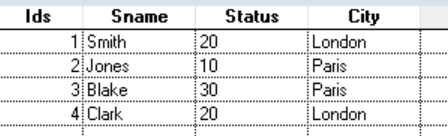 Ids Sname Status City
1 Smith 20 London
2 Jones 10 Paris
3 Blake 30 Paris
4 Clark 20 London